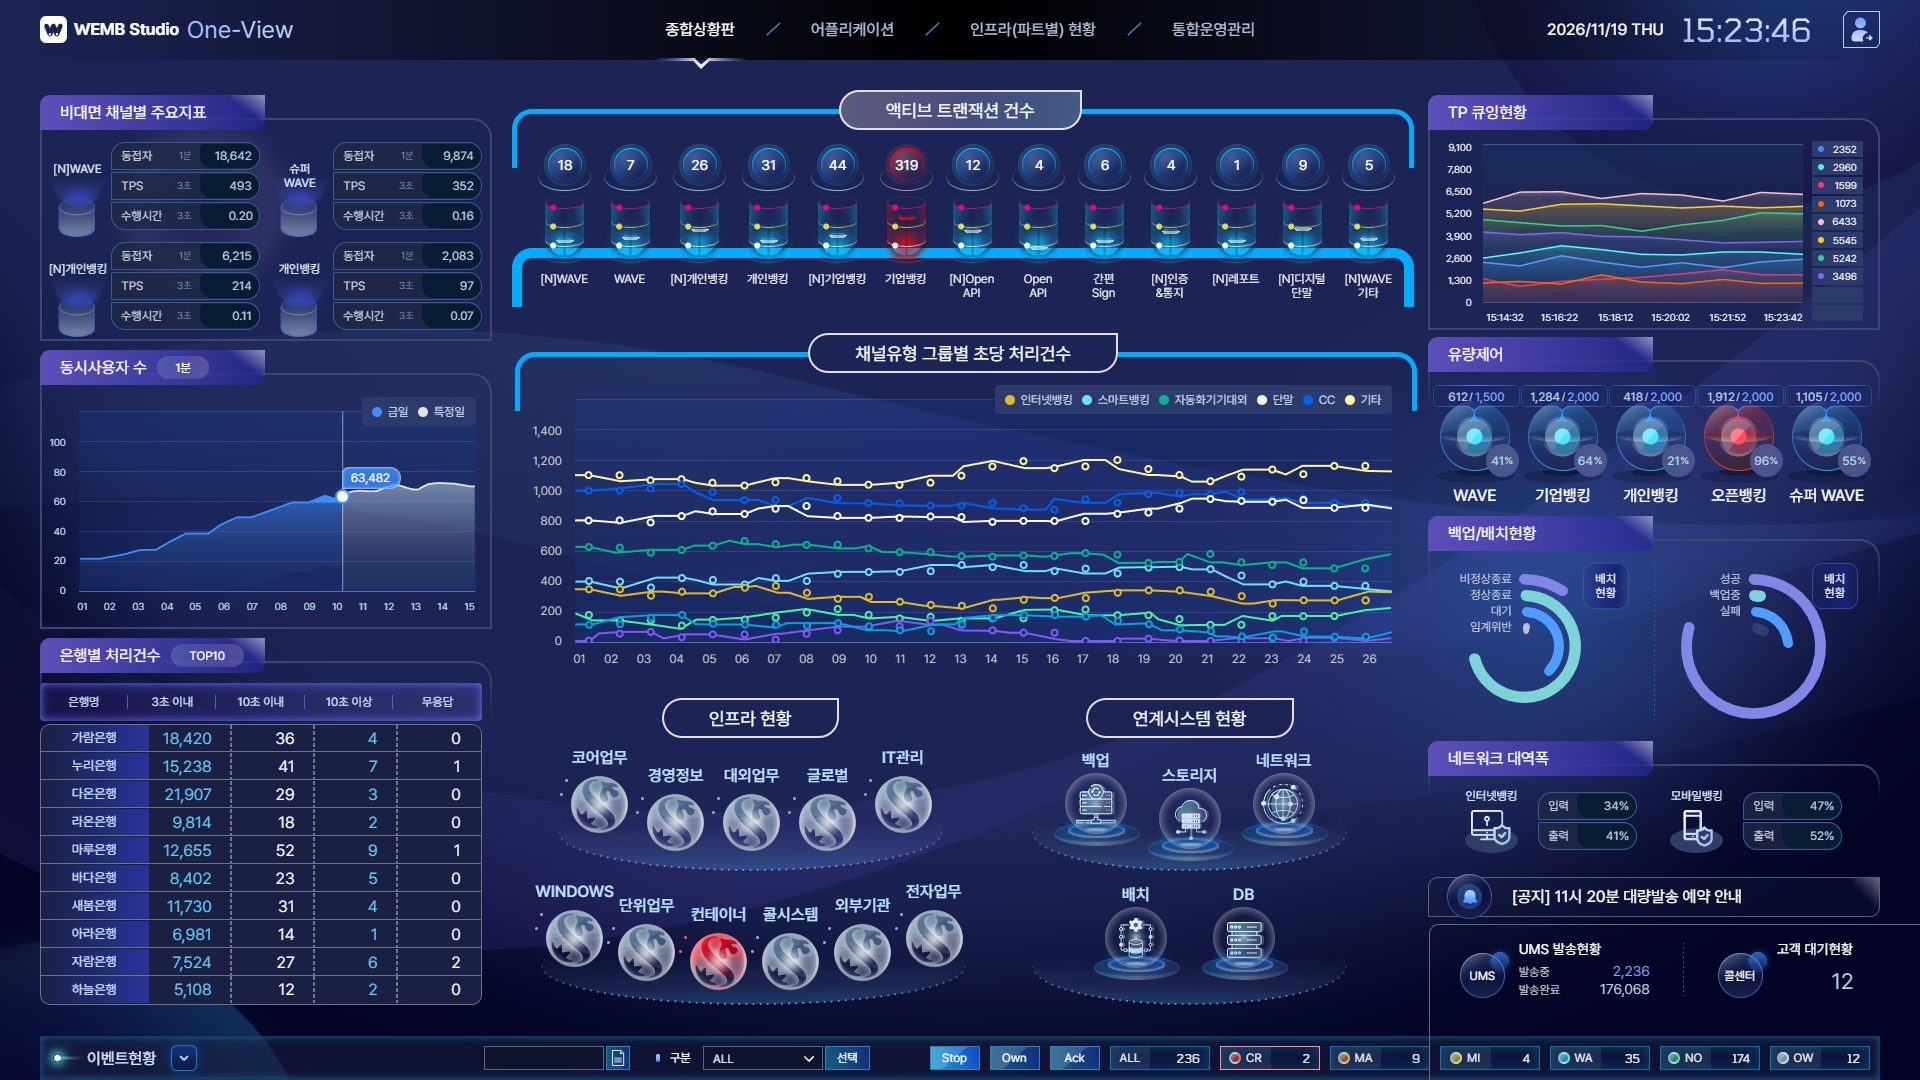 WEMB Studio One-View
종합상황판 / 어플리케이션 / 인프라(파트별) 현황 / 통합운영관리
2026/11/19 THU 15:23:46
비대면 채널별 주요지표
[N]WAVE
동접자 1분 18,642
TPS 3초 493
수행시간 3초 0.20
슈퍼
WAVE
동접자 1분 9,874
TPS 3초 352
수행시간 3초 0.16
[N]개인뱅킹
동접자 1분 6,215
TPS 3초 214
수행시간 3초 0.11
개인뱅킹
동접자 1분 2,083
TPS 3초 97
수행시간 3초 0.07
동시사용자 수 1분
금일 특정일
63,482
100
80
60
40
20
0
01 02 03 04 05 06 07 08 09 10 11 12 13 14 15
은행별 처리건수 TOP10
은행명 3초 이내 10초 이내 10초 이상 무응답
가람은행 18,420 36 4 0
누리은행 15,238 41 7 1
다온은행 21,907 29 3 0
라온은행 9,814 18 2 0
마루은행 12,655 52 9 1
바다은행 8,402 23 5 0
새봄은행 11,730 31 4 0
아라은행 6,981 14 1 0
자람은행 7,524 27 6 2
하늘은행 5,108 12 2 0
액티브 트랜잭션 건수
18 7 26 31 44 319 12 4 6 4 1 9 5
[N]WAVE WAVE [N]개인뱅킹 개인뱅킹 [N]기업뱅킹 기업뱅킹 [N]Open Open 간편 [N]인증 [N]레포트 [N]디지털 [N]WAVE
API API Sign &통지 단말 기타
채널유형 그룹별 초당 처리건수
인터넷뱅킹 스마트뱅킹 자동화기기대외 단말 CC 기타
1,400
1,200
1,000
800
600
400
200
0
01 02 03 04 05 06 07 08 09 10 11 12 13 14 15 16 17 18 19 20 21 22 23 24 25 26
인프라 현황
코어업무 경영정보 대외업무 글로벌 IT관리
WINDOWS 단위업무 컨테이너 콜시스템 외부기관 전자업무
연계시스템 현황
백업 스토리지 네트워크
배치 DB
TP 큐잉현황
9,100
7,800
6,500
5,200
3,900
2,600
1,300
0
15:14:32 15:16:22 15:18:12 15:20:02 15:21:52 15:23:42
2352
2960
1599
1073
6433
5545
5242
3496
유량제어
612/1,500 1,284/2,000 418/2,000 1,912/2,000 1,105/2,000
41% 64% 21% 96% 55%
WAVE 기업뱅킹 개인뱅킹 오픈뱅킹 슈퍼 WAVE
백업/배치현황
비정상종료
정상종료
대기
임계위반
배치
현황
성공
백업중
실패
배치
현황
네트워크 대역폭
인터넷뱅킹
입력 34%
출력 41%
모바일뱅킹
입력 47%
출력 52%
[공지] 11시 20분 대량발송 예약 안내
UMS
UMS 발송현황
발송중 2,236
발송완료 176,068
콜센터
고객 대기현황
12
이벤트현황
구분 ALL 선택
Stop Own Ack
ALL 236
CR 2
MA 9
MI 4
WA 35
NO 174
OW 12